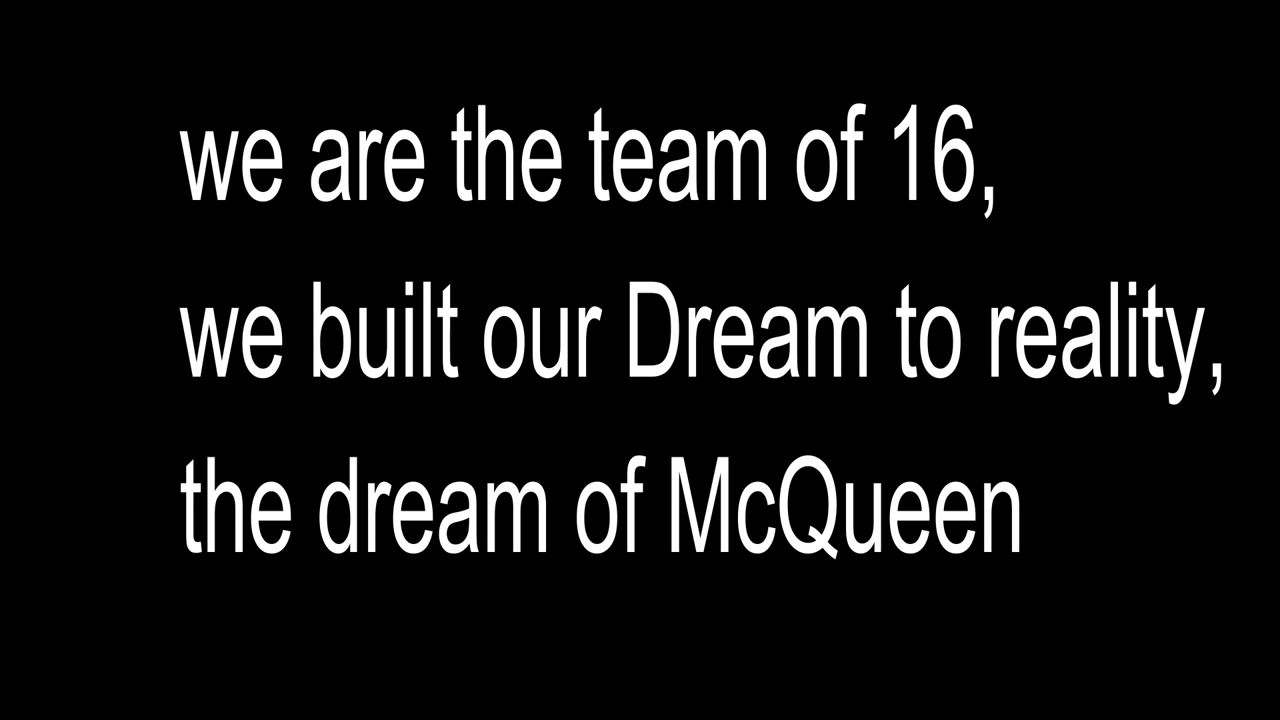 we are the team of 16,
we built our Dream to reality,
the dream of McQueen